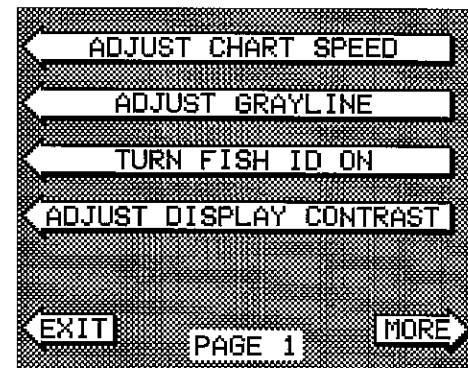 ADJUST CHART SPEED
ADJUST GRAYLINE
TURN FISH ID ON
ADJUST DISPLAY CONTRAST
EXIT PAGE 1 MORE